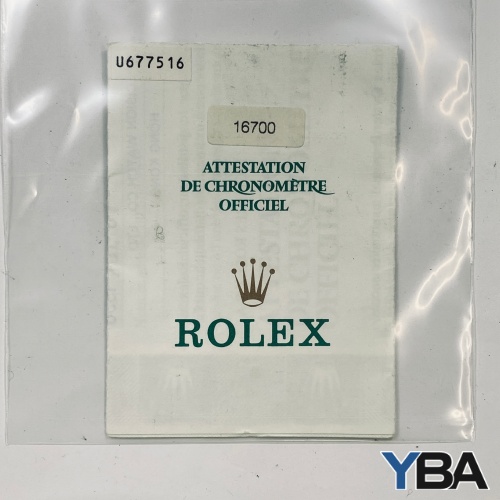 U677516
16700
ATTESTATION
DE CHRONOMÈTRE
OFFICIEL
ROLEX
YBA